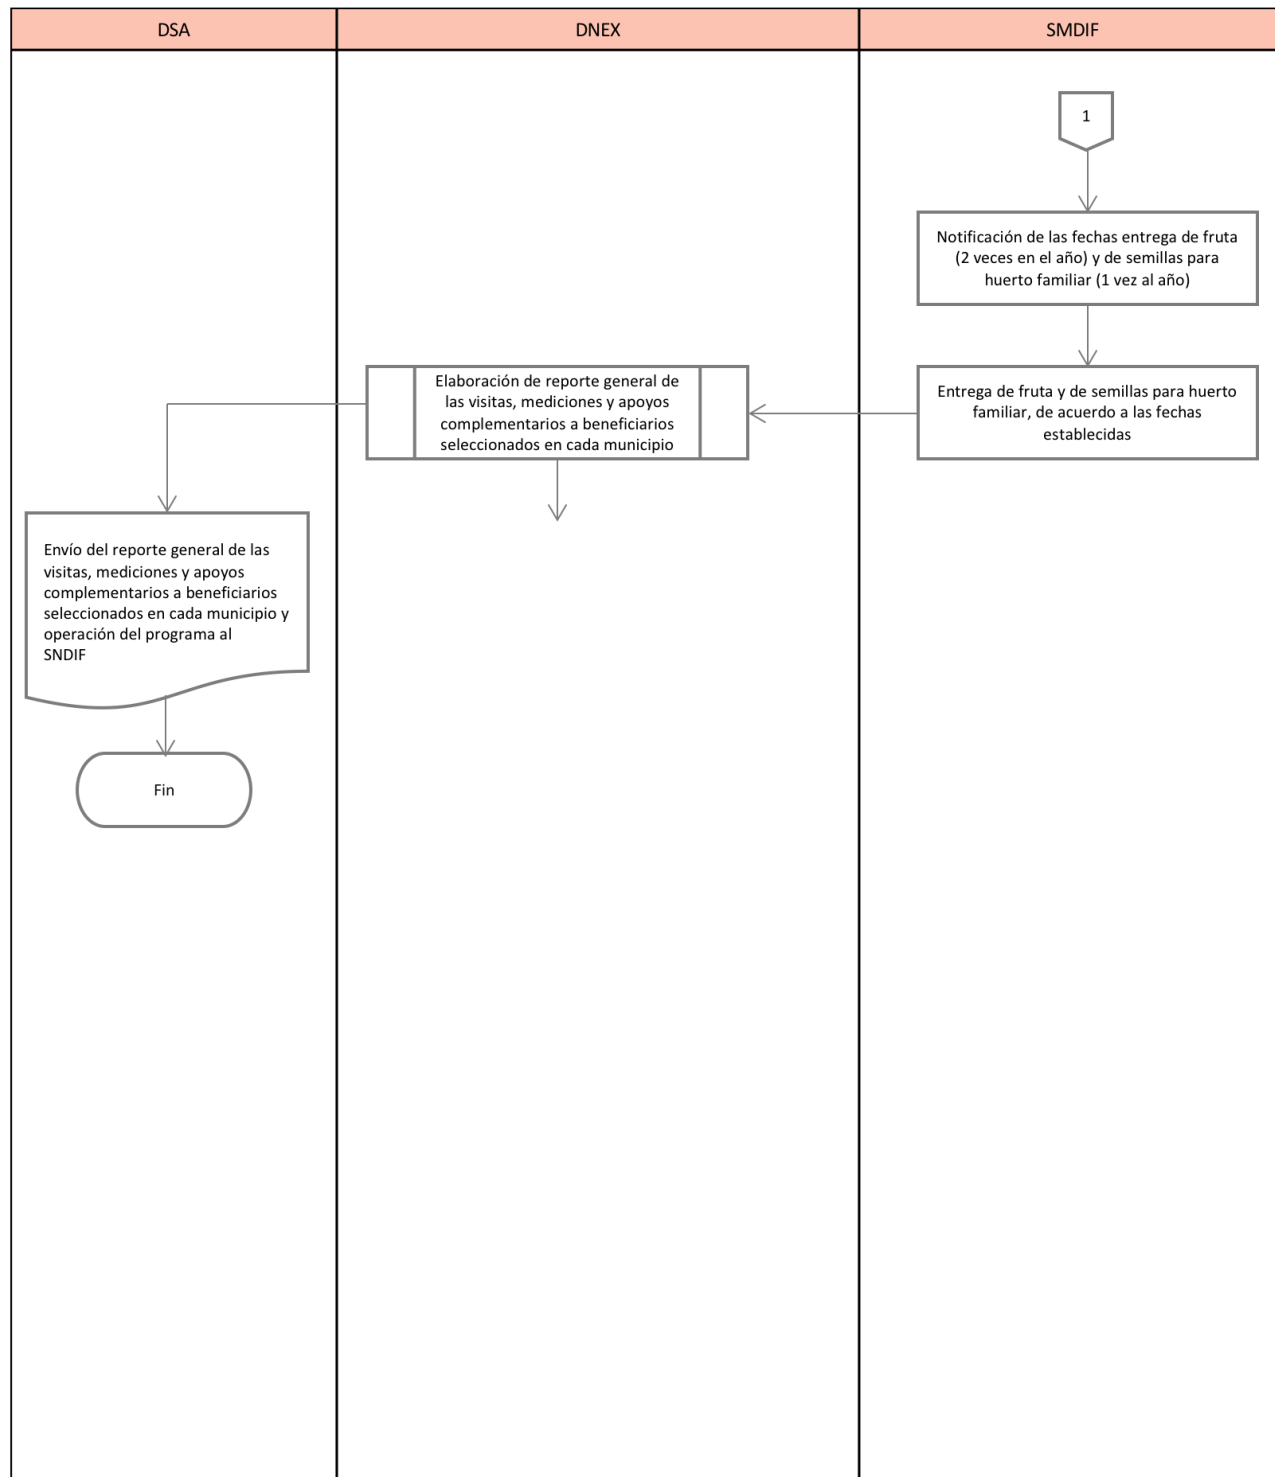 DSA
DNEX
SMDIF
1
Notificación de las fechas entrega de fruta
(2 veces en el año) y de semillas para
huerto familiar (1 vez al año)
Entrega de fruta y de semillas para huerto
familiar, de acuerdo a las fechas
establecidas
Elaboración de reporte general de
las visitas, mediciones y apoyos
complementarios a beneficiarios
seleccionados en cada municipio
Envío del reporte general de las
visitas, mediciones y apoyos
complementarios a beneficiarios
seleccionados en cada municipio y
operación del programa al
SNDIF
Fin